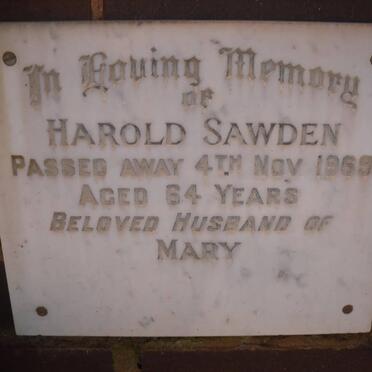 In Loving Memory
of
HAROLD SAWDEN
PASSED AWAY 4TH NOV 1969
AGED 64 YEARS
BELOVED HUSBAND OF
MARY